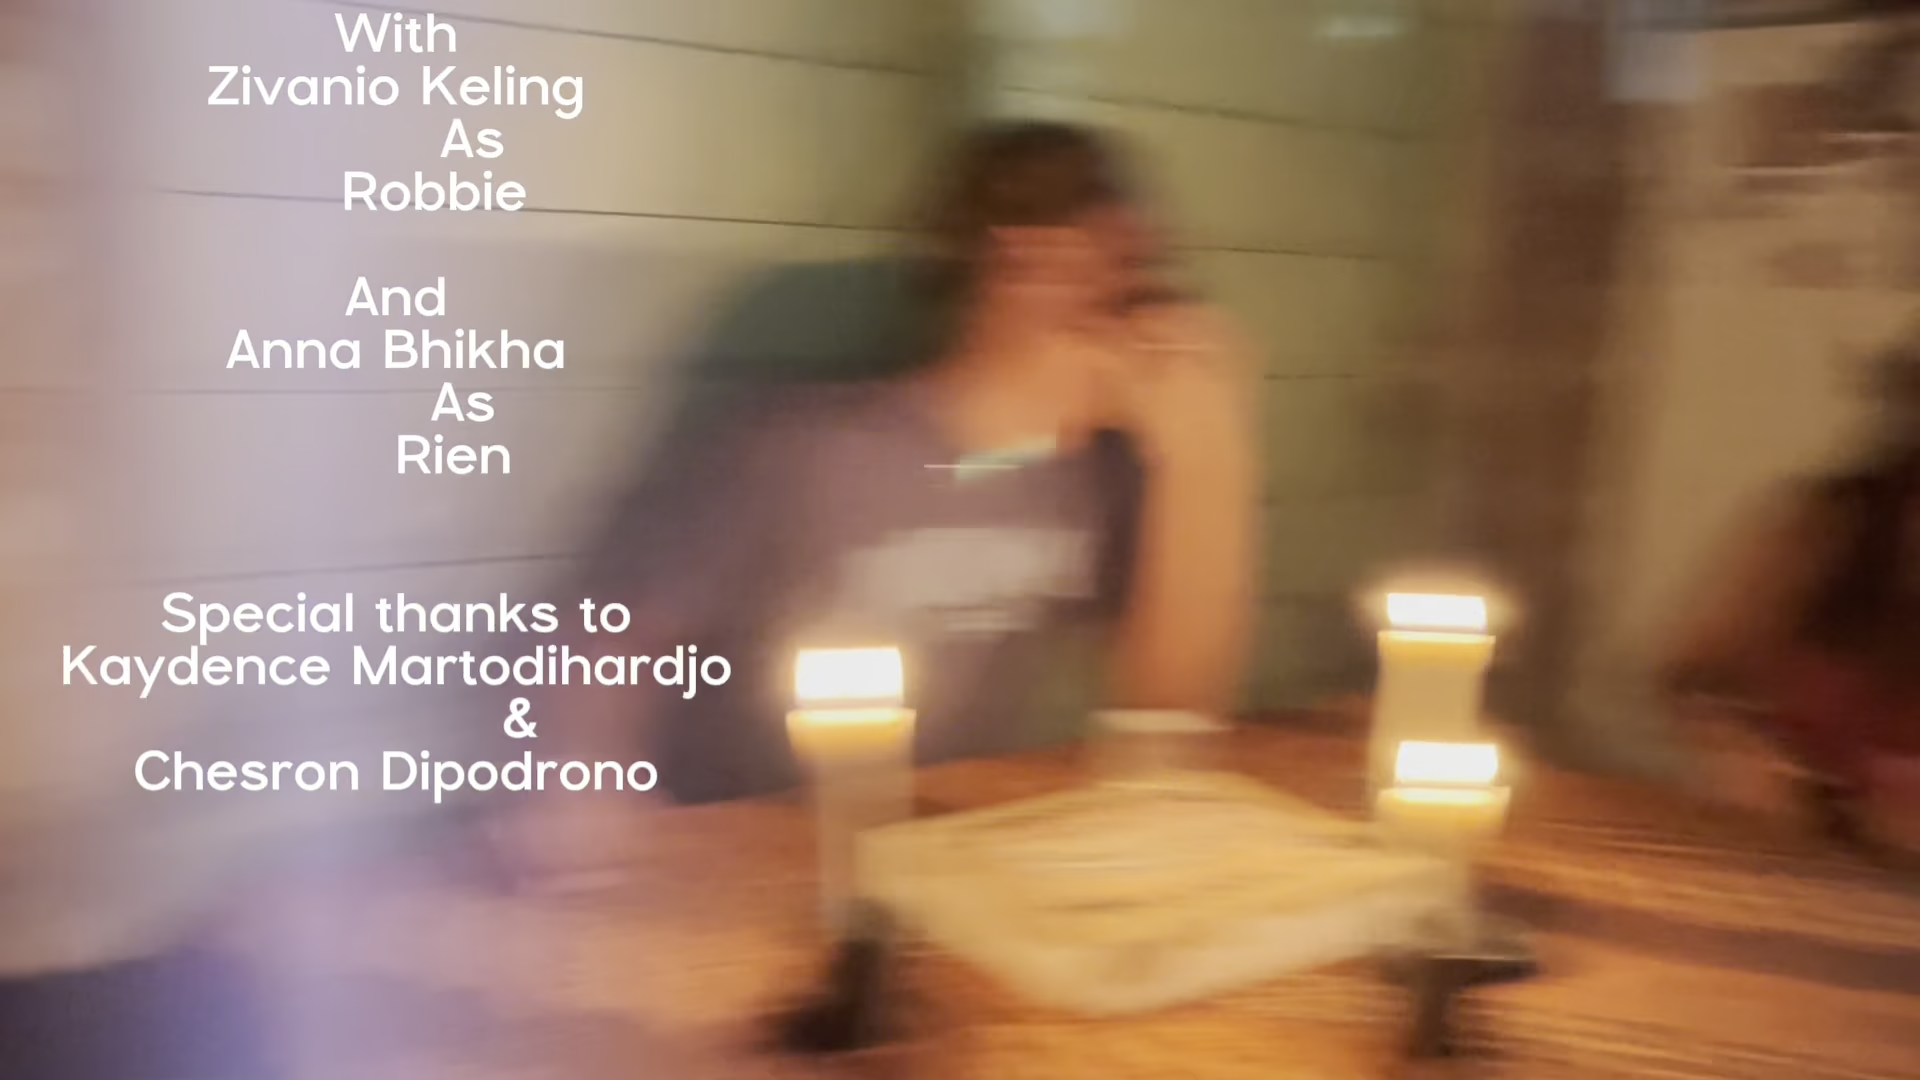 With
Zivanio Keling
As
Robbie
And
Anna Bhikha
As
Rien
Special thanks to
Kaydence Martodihardjo
&
Chesron Dipodrono